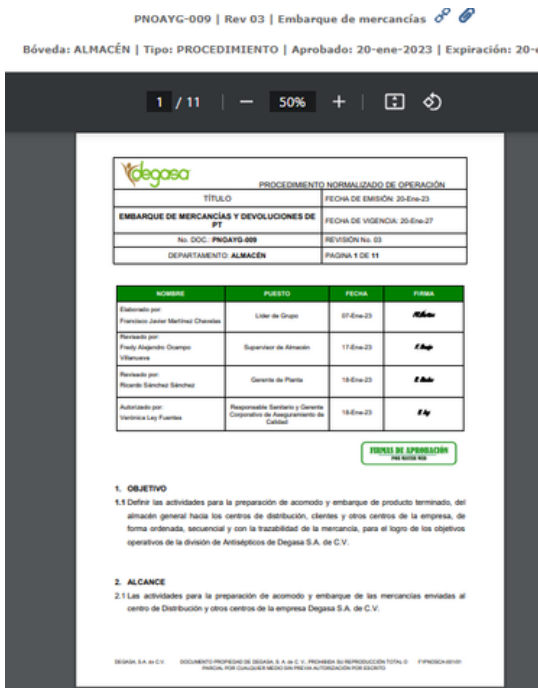 PNOAYG-009 | Rev 03 | Embarque de mercancías
Bóveda: ALMACÉN | Tipo: PROCEDIMIENTO | Aprobado: 20-ene-2023 | Expiración: 20-e
1 / 11 | — 50% + |
degasa
PROCEDIMIENTO NORMALIZADO DE OPERACIÓN
TÍTULO
FECHA DE EMISIÓN: 20-Ene-23
EMBARQUE DE MERCANCÍAS Y DEVOLUCIONES DE
PT
FECHA DE VIGENCIA: 20-Ene-27
No. DOC.: PNOAYG-009
REVISIÓN No. 03
DEPARTAMENTO: ALMACÉN
PAGINA 1 DE 11
NOMBRE PUESTO FECHA FIRMA
Elaborado por:
Francisco Javier Martínez Chavelas
Líder de Grupo
07-Ene-23
Revisado por:
Fredy Alejandro Ocampo
Villanueva
Supervisor de Almacén
17-Ene-23
Revisado por:
Ricardo Sánchez Sánchez
Gerente de Planta
18-Ene-23
Autorizado por:
Verónica Ley Fuentes
Responsable Sanitario y Gerente
Corporativo de Aseguramiento de
Calidad
18-Ene-23
FIRMAS DE APROBACIÓN
POR MASTER WEB
1. OBJETIVO
1.1 Definir las actividades para la preparación de acomodo y embarque de producto terminado, del
almacén general hacia los centros de distribución, clientes y otros centros de la empresa, de
forma ordenada, secuencial y con la trazabilidad de la mercancía, para el logro de los objetivos
operativos de la división de Antisépticos de Degasa S.A. de C.V.
2. ALCANCE
2.1 Las actividades para la preparación de acomodo y embarque de las mercancías enviadas al
centro de Distribución y otros centros de la empresa Degasa S.A. de C.V.
DEGASA, S.A. de C.V. DOCUMENTO PROPIEDAD DE DEGASA, S. A. de C. V., PROHIBIDA SU REPRODUCCIÓN TOTAL O
PARCIAL POR CUALQUIER MEDIO SIN PREVIA AUTORIZACIÓN POR ESCRITO